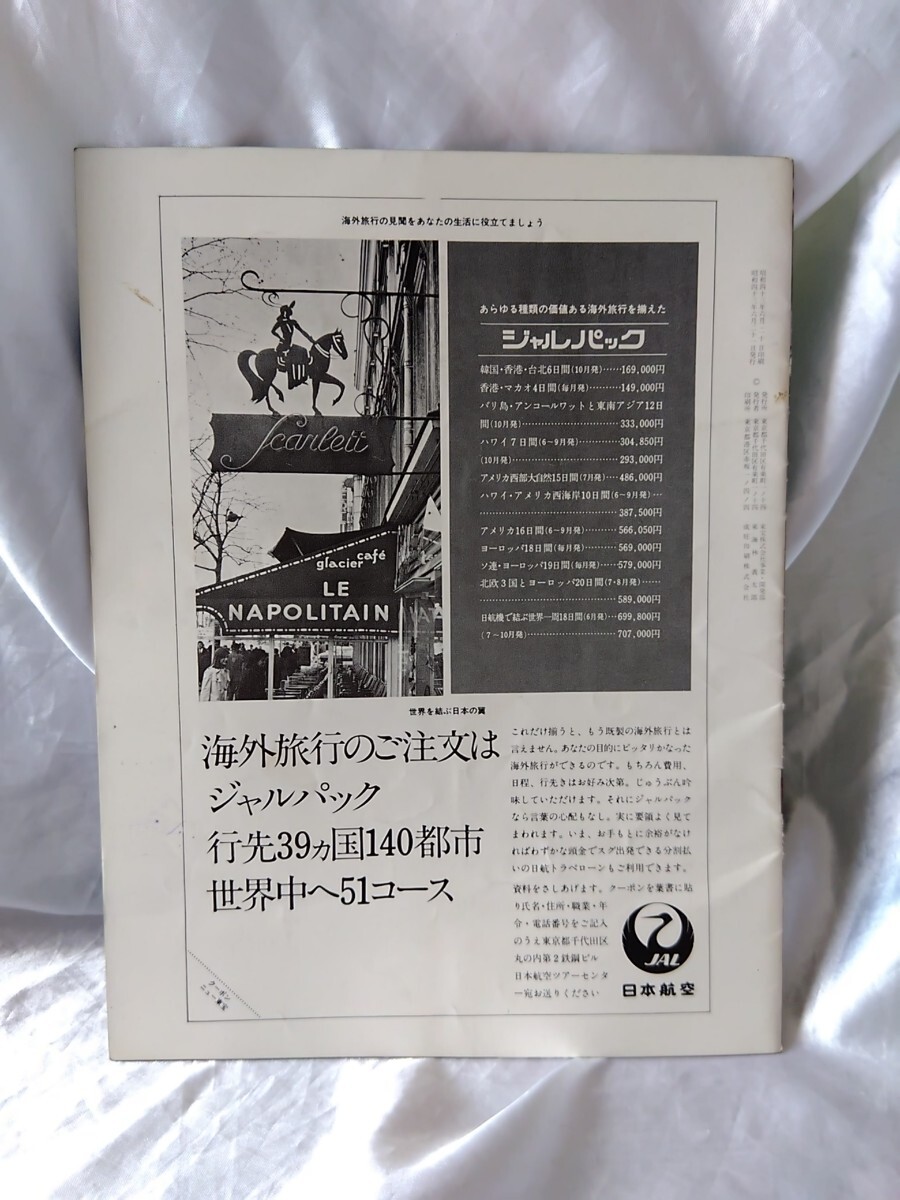 海外旅行の見聞をあなたの生活に役立てましょう
Scarlett
café
glacier
LE
NAPOLITAIN
あらゆる種類の価値ある海外旅行を揃えた
ジャルパック
韓国・香港・台北6日間(10月発)……169,000円
香港・マカオ4日間(毎月発)…………149,000円
バリ島・アンコールワットと東南アジア12日
間(10月発)……………………………333,000円
ハワイ7日間(6~9月発)……………304,850円
(10月発)………………………………293,000円
アメリカ西部大自然15日間(7月発)…486,000円
ハワイ・アメリカ西海岸10日間(6~9月発)…
……………………………………………387,500円
アメリカ16日間(6~9月発)…………566,050円
ヨーロッパ18日間(毎月発)…………569,000円
ソ連・ヨーロッパ19日間(毎月発)……579,000円
北欧3国とヨーロッパ20日間(7・8月発)……
……………………………………………589,000円
日航機で結ぶ世界一周18日間(6月発)…699,800円
(7~10月発)……………………………707,000円
世界を結ぶ日本の翼
海外旅行のご注文は
ジャルパック
行先39ヵ国140都市
世界中へ51コース
これだけ揃うと、もう既製の海外旅行とは
言えません。あなたの目的にピッタリかなった
海外旅行ができるのです。もちろん費用、
日程、行先きはお好み次第。じゅうぶん吟
味していただけます。それにジャルパック
なら言葉の心配もなし。実に要領よく見て
まわれます。いま、お手もとに余裕がなけ
ればわずかな頭金でスグ出発できる分割払
いの日航トラベローンもご利用できます。
資料をさしあげます。クーポンを葉書に貼
り氏名・住所・職業・年
令・電話番号をご記入
のうえ東京都千代田区
丸の内第2鉄鋼ビル
日本航空ツアーセンタ
ー宛お送りください
JAL
日本航空
クーポン
ニュー東宝